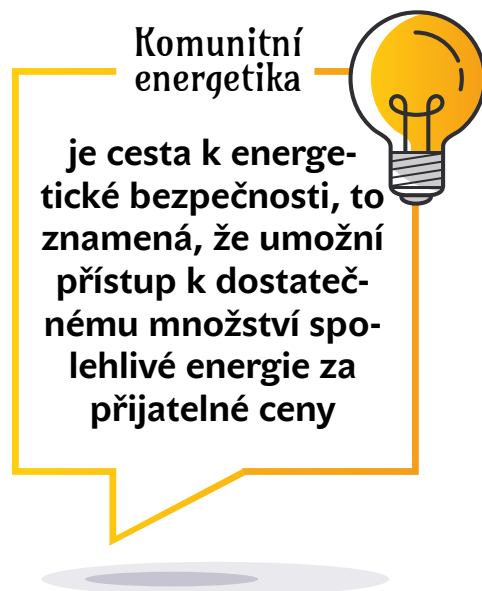 Komunitní
energetika
je cesta k energe-
tické bezpečnosti, to
znamená, že umožní
přístup k dostateč-
nému množství spo-
lehlivé energie za
přijatelné ceny